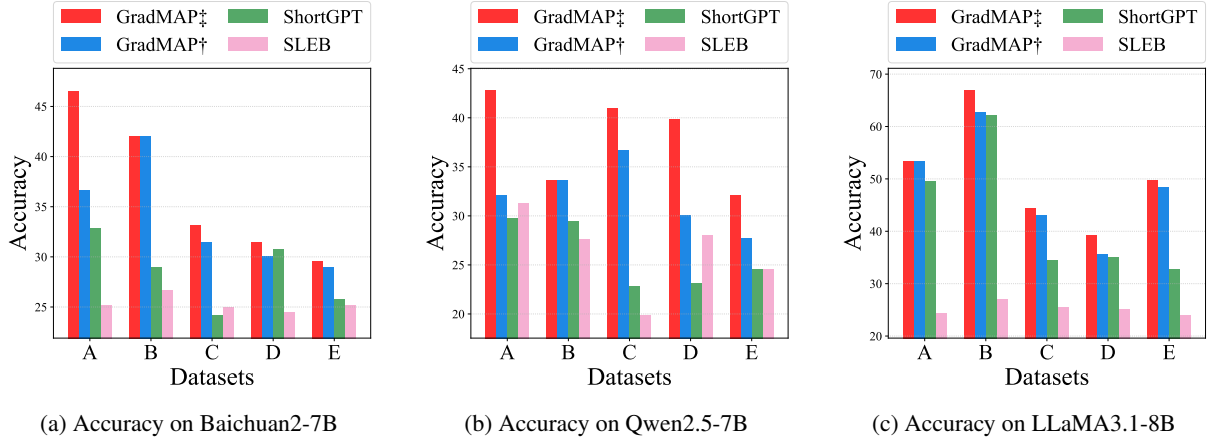 GradMAP‡ ShortGPT
GradMAP† SLEB
Accuracy
45
40
35
30
25
A B C D E
Datasets
(a) Accuracy on Baichuan2-7B
GradMAP‡ ShortGPT
GradMAP† SLEB
Accuracy
45
40
35
30
25
20
A B C D E
Datasets
(b) Accuracy on Qwen2.5-7B
GradMAP‡ ShortGPT
GradMAP† SLEB
Accuracy
70
60
50
40
30
20
A B C D E
Datasets
(c) Accuracy on LLaMA3.1-8B